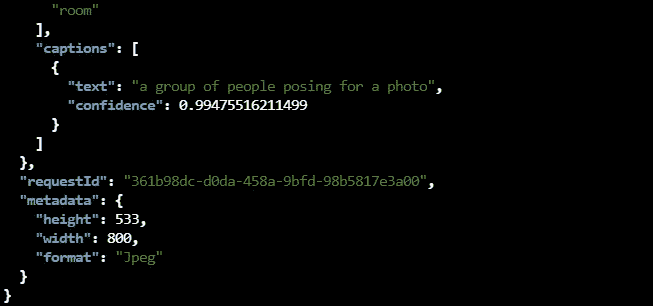 "room"
],
"captions": [
{
"text": "a group of people posing for a photo",
"confidence": 0.99475516211499
}
]
},
"requestId": "361b98dc-d0da-458a-9bfd-98b5817e3a00",
"metadata": {
"height": 533,
"width": 800,
"format": "Jpeg"
}
}